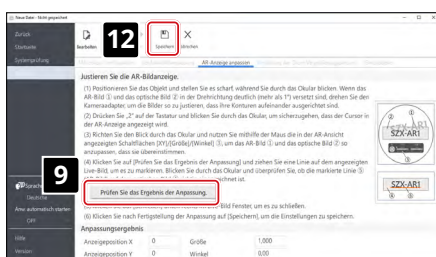 Neue Datei - Nicht gespeichert
Zurück
Startseite
Systemprüfung
Bearbeiten
12
Speichern
Abbrechen
AR-Anzeige anpassen
Justieren Sie die AR-Bildanzeige.
(1) Positionieren Sie das Objekt und stellen Sie es scharf, während Sie durch das Okular blicken. Wenn das
AR-Bild ① und das optische Bild ② in der Drehrichtung deutlich (mehr als 1°) versetzt sind, drehen Sie den
Kameraadapter, um die Bilder so zu justieren, dass ihre Konturen aufeinander ausgerichtet sind.
(2) Drücken Sie „2" auf der Tastatur und blicken Sie durch das Okular, um sicherzugehen, dass der Cursor in
der AR-Anzeige angezeigt wird.
(3) Richten Sie den Blick durch das Okular und nutzen Sie mithilfe der Maus die in der AR-Ansicht
angezeigten Schaltflächen [XY]/[Größe]/[Winkel] ③, um das AR-Bild ① und das optische Bild ② so
anzupassen, dass sie übereinstimmen.
(4) Klicken Sie auf [Prüfen Sie das Ergebnis der Anpassung] und ziehen Sie eine Linie auf dem angezeigten
Live-Bild, um es zu markieren. Blicken Sie durch das Okular und überprüfen Sie, ob die markierte Linie ⑤
9
Prüfen Sie das Ergebnis der Anpassung.
(6) Klicken Sie nach Fertigstellung der Anpassung auf [Speichern], um die Einstellungen zu speichern.
Anpassungsergebnis
Anzeigeposition X 0 Größe 1,000
Anzeigeposition Y 0 Winkel 0,00
SZX-AR1
SZX-AR1
Sprache
Deutsche
App automatisch starten
OFF
Hilfe
Version